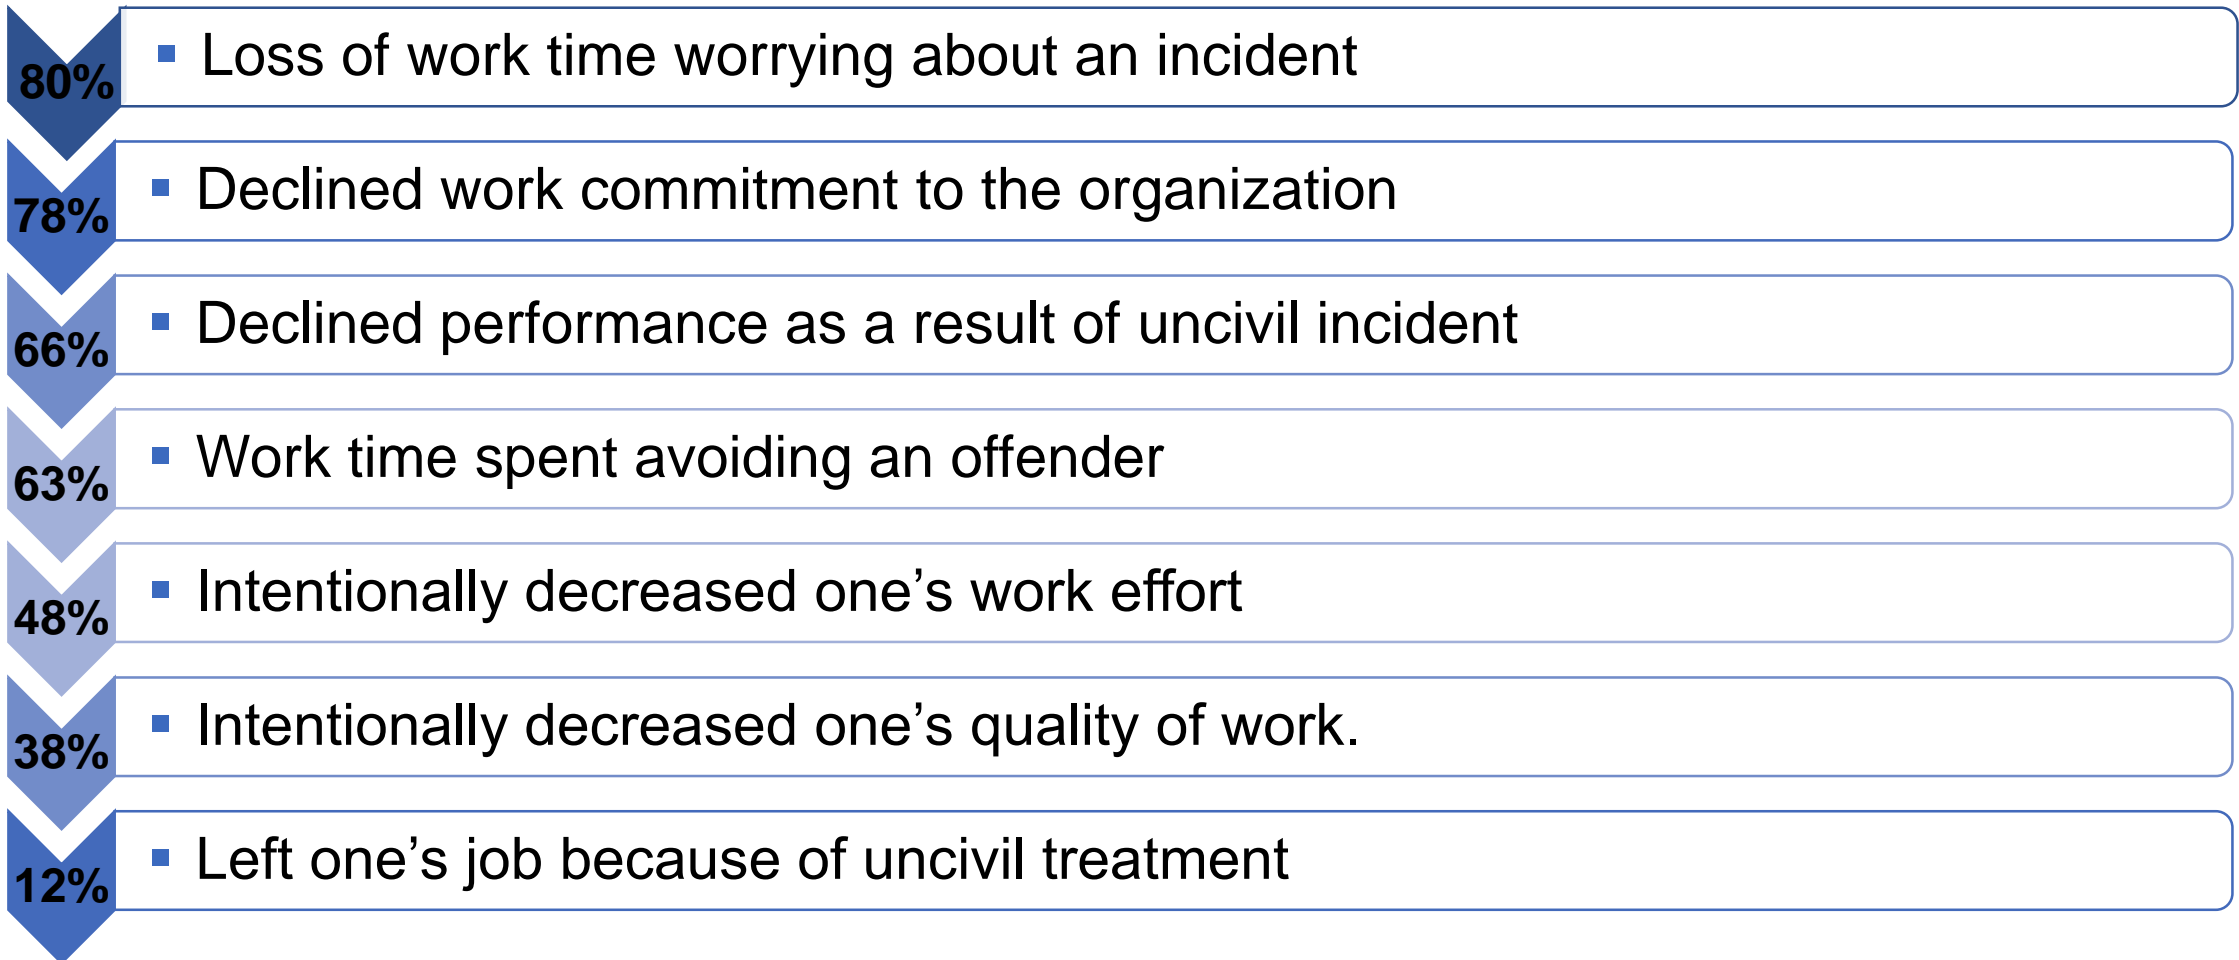 80%
▪ Loss of work time worrying about an incident
78%
▪ Declined work commitment to the organization
66%
▪ Declined performance as a result of uncivil incident
63%
▪ Work time spent avoiding an offender
48%
▪ Intentionally decreased one’s work effort
38%
▪ Intentionally decreased one’s quality of work.
12%
▪ Left one’s job because of uncivil treatment